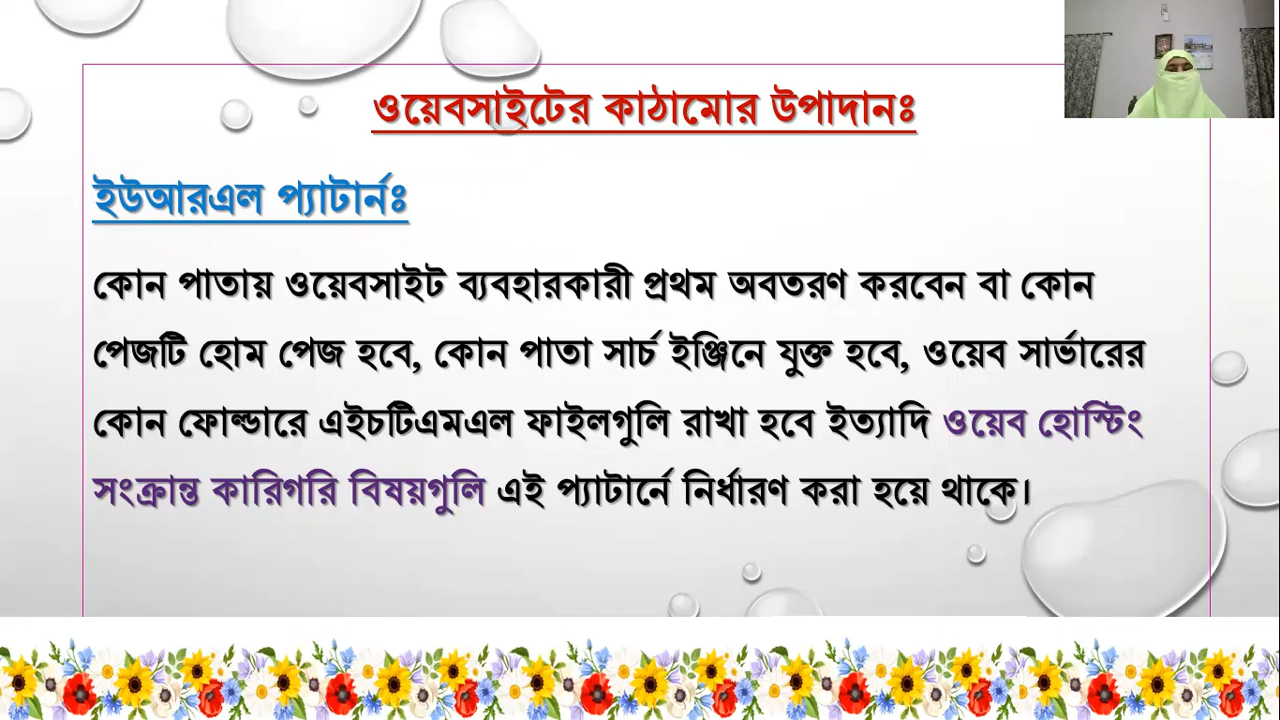 ওয়েবসাইটের কাঠামোর উপাদানঃ
ইউআরএল প্যাটার্নঃ
কোন পাতায় ওয়েবসাইট ব্যবহারকারী প্রথম অবতরণ করবেন বা কোন
পেজটি হোম পেজ হবে, কোন পাতা সার্চ ইঞ্জিনে যুক্ত হবে, ওয়েব সার্ভারের
কোন ফোল্ডারে এইচটিএমএল ফাইলগুলি রাখা হবে ইত্যাদি ওয়েব হোস্টিং
সংক্রান্ত কারিগরি বিষয়গুলি এই প্যাটার্নে নির্ধারণ করা হয়ে থাকে।